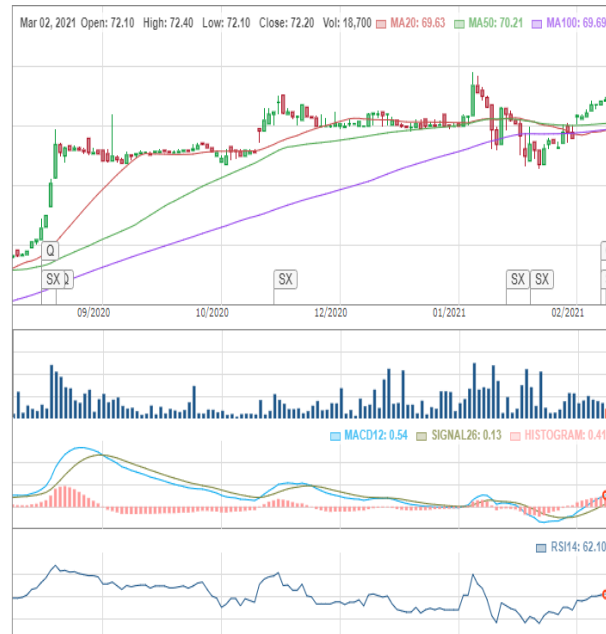 Mar 02, 2021 Open: 72.10 High: 72.40 Low: 72.10 Close: 72.20 Vol: 18,700 MA20: 69.63 MA50: 70.21 MA100: 69.69
Q
SX Q SX SX SX
09/2020 10/2020 12/2020 01/2021 02/2021
MACD12: 0.54 SIGNAL26: 0.13 HISTOGRAM: 0.41
RSI14: 62.10